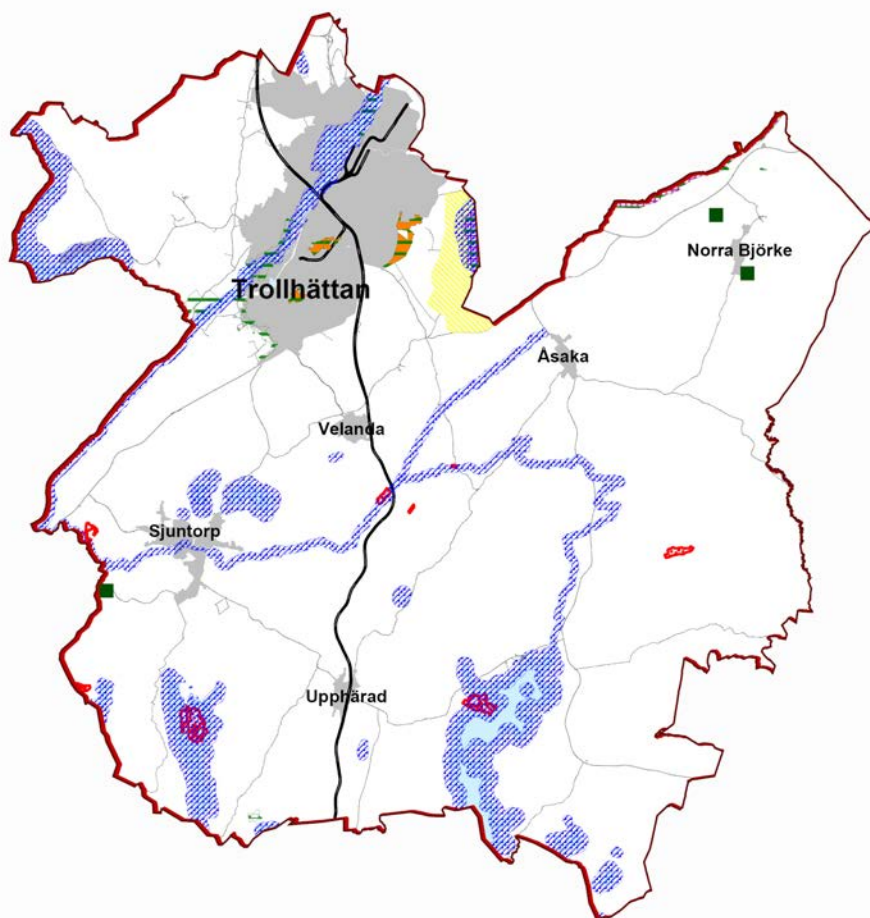 Norra Björke
Trollhättan
Åsaka
Velanda
Sjuntorp
Upphärad